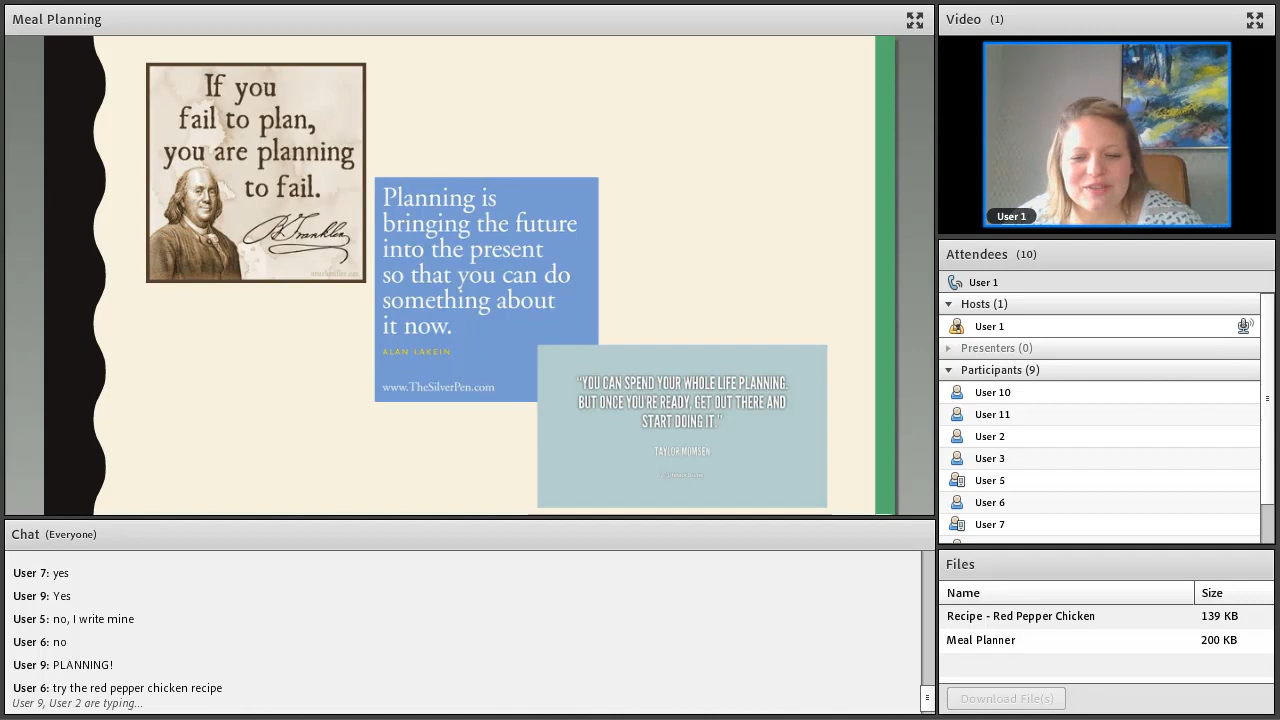 Meal Planning
If you
fail to plan,
you are planning
to fail.
B. Franklin
Planning is
bringing the future
into the present
so that you can do
something about
it now.
ALAN LAKEIN
www.TheSilverPen.com
"YOU CAN SPEND YOUR WHOLE LIFE PLANNING.
BUT ONCE YOU'RE READY, GET OUT THERE AND
START DOING IT."
TAYLOR MOMSEN
Chat (Everyone)
User 7: yes
User 9: Yes
User 5: no, I write mine
User 6: no
User 9: PLANNING!
User 6: try the red pepper chicken recipe
User 9, User 2 are typing...
Video (1)
User 1
Attendees (10)
User 1
Hosts (1)
User 1
Presenters (0)
Participants (9)
User 10
User 11
User 2
User 3
User 5
User 6
User 7
Files
Name Size
Recipe - Red Pepper Chicken 139 KB
Meal Planner 200 KB
Download File(s)